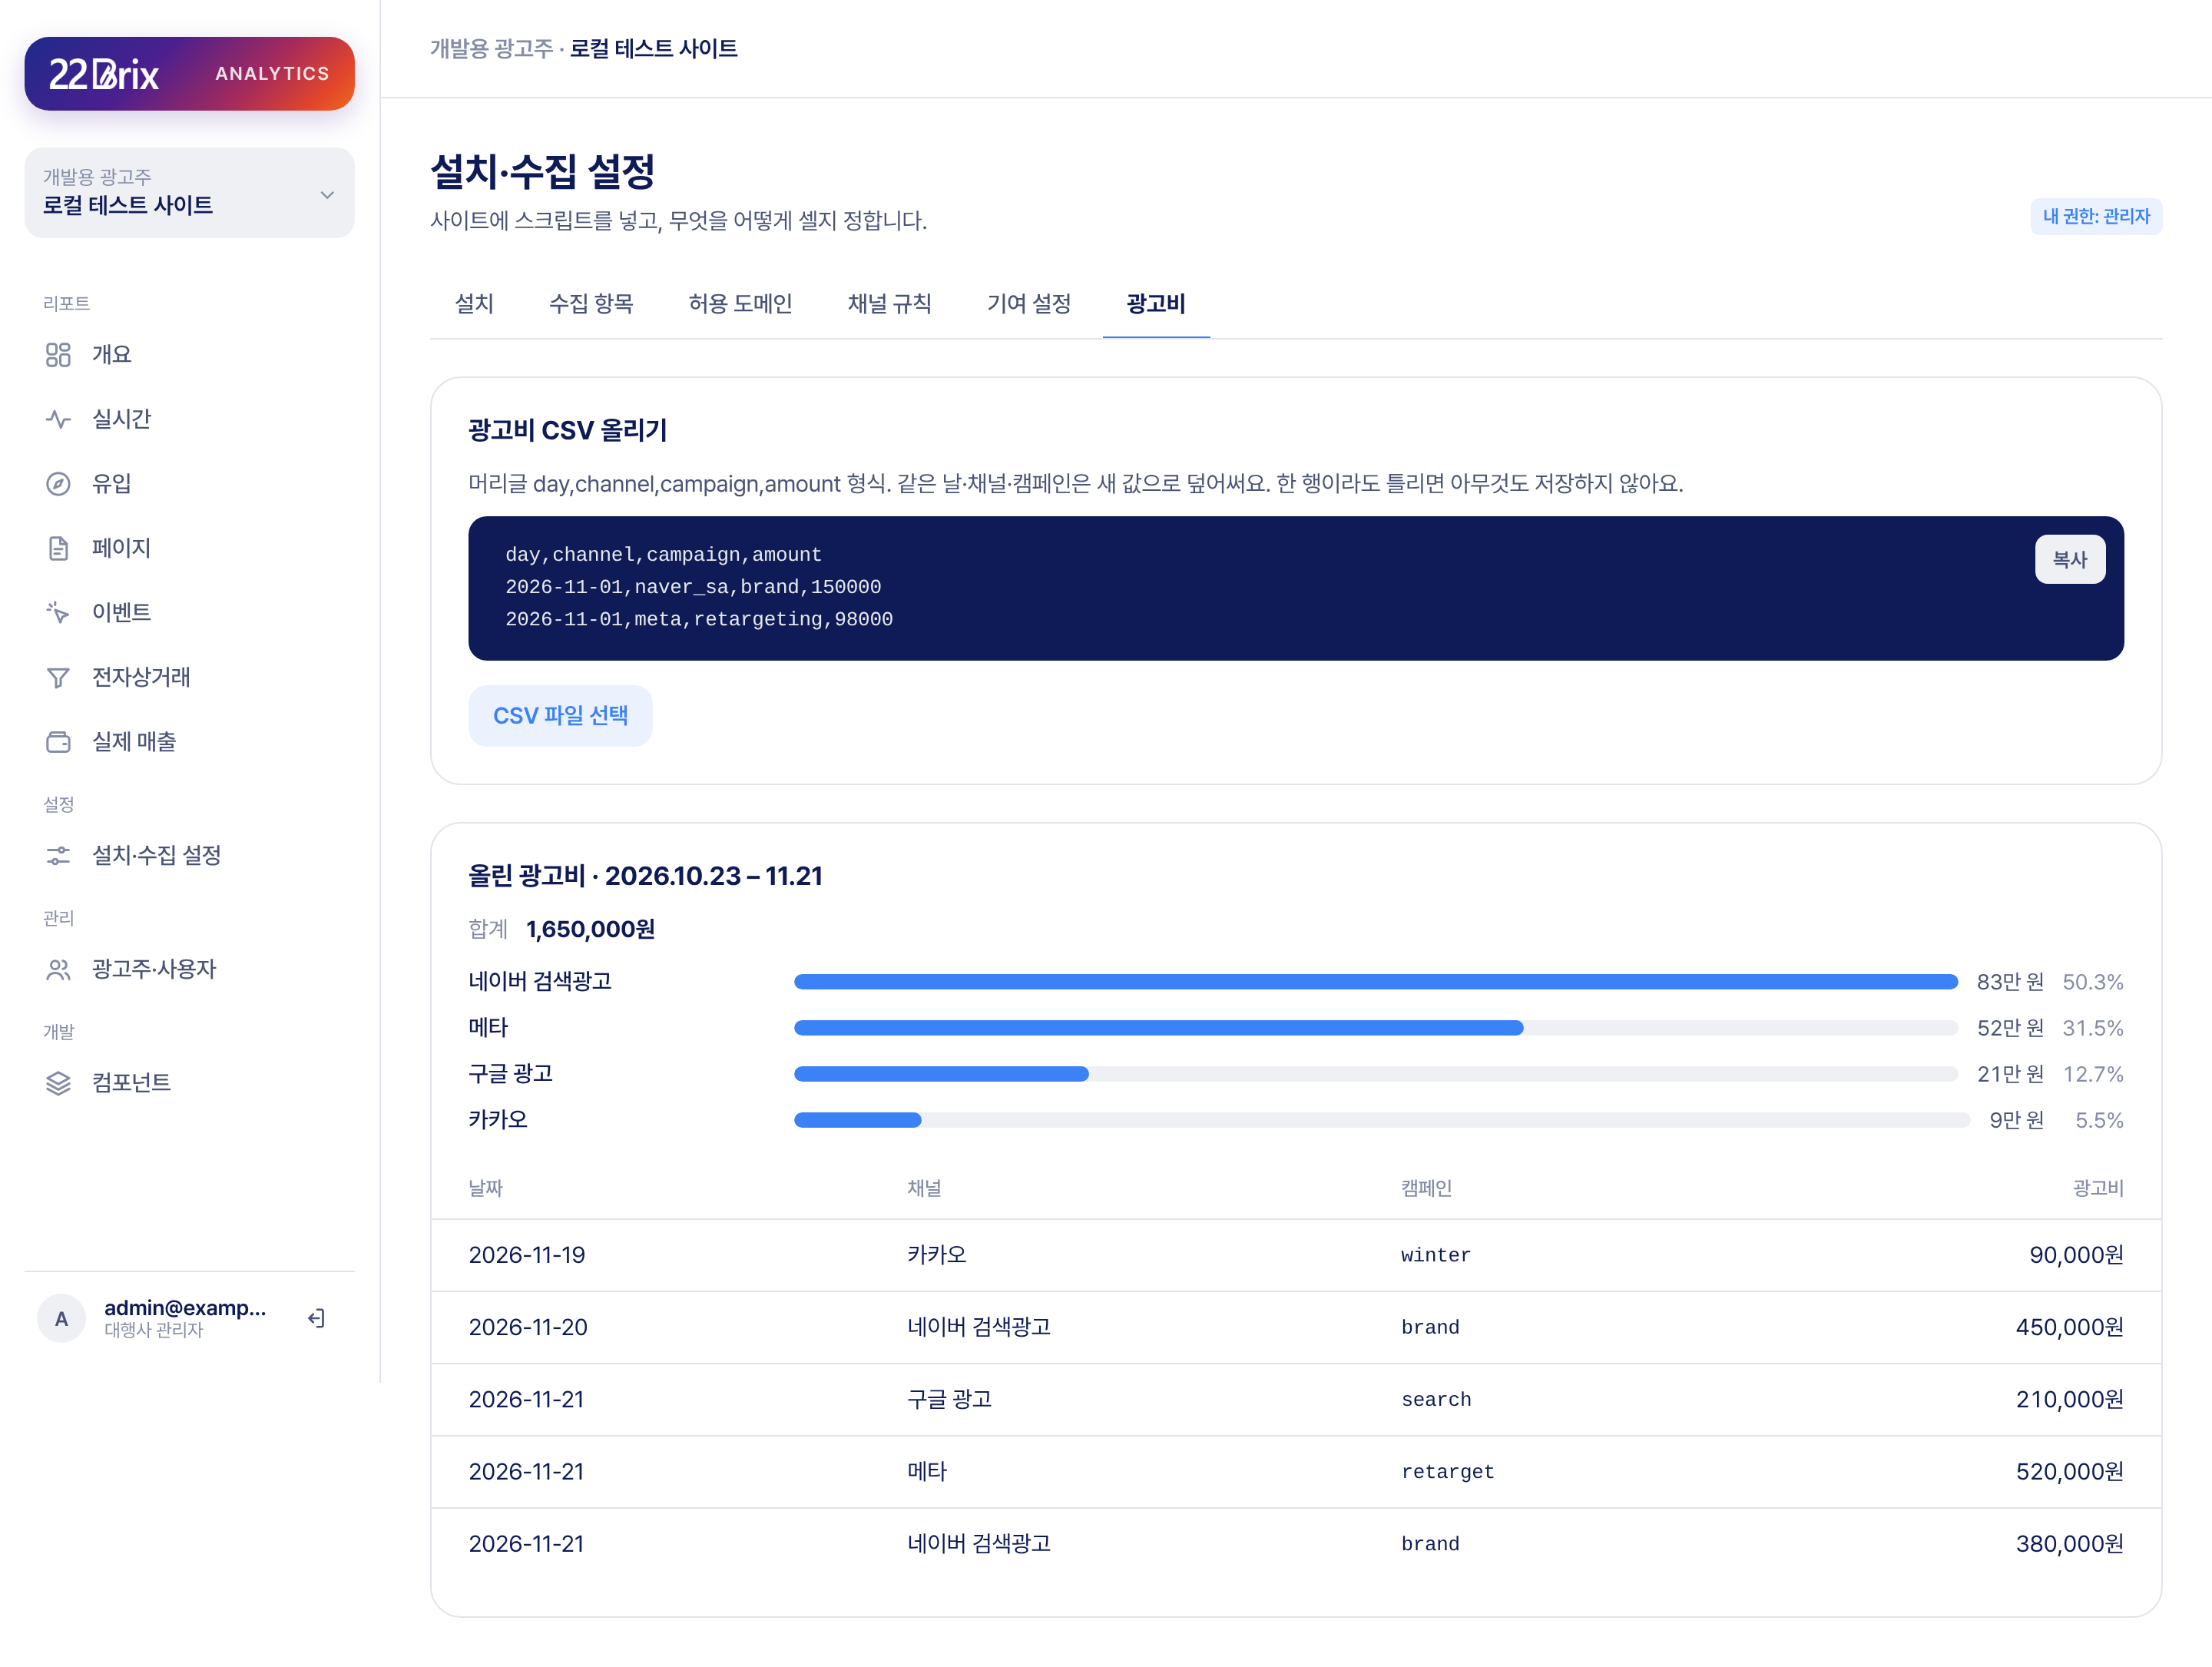 22Brix ANALYTICS
개발용 광고주
로컬 테스트 사이트
리포트
개요
실시간
유입
페이지
이벤트
전자상거래
실제 매출
설정
설치·수집 설정
관리
광고주·사용자
개발
컴포넌트
A
admin@examp...
대행사 관리자
개발용 광고주 · 로컬 테스트 사이트
설치·수집 설정
사이트에 스크립트를 넣고, 무엇을 어떻게 셀지 정합니다.
내 권한: 관리자
설치 수집 항목 허용 도메인 채널 규칙 기여 설정 광고비
광고비 CSV 올리기
머리글 day,channel,campaign,amount 형식. 같은 날·채널·캠페인은 새 값으로 덮어써요. 한 행이라도 틀리면 아무것도 저장하지 않아요.
day,channel,campaign,amount
2026-11-01,naver_sa,brand,150000
2026-11-01,meta,retargeting,98000
복사
CSV 파일 선택
올린 광고비 · 2026.10.23 – 11.21
합계 1,650,000원
네이버 검색광고 83만 원 50.3%
메타 52만 원 31.5%
구글 광고 21만 원 12.7%
카카오 9만 원 5.5%
날짜 채널 캠페인 광고비
2026-11-19 카카오 winter 90,000원
2026-11-20 네이버 검색광고 brand 450,000원
2026-11-21 구글 광고 search 210,000원
2026-11-21 메타 retarget 520,000원
2026-11-21 네이버 검색광고 brand 380,000원